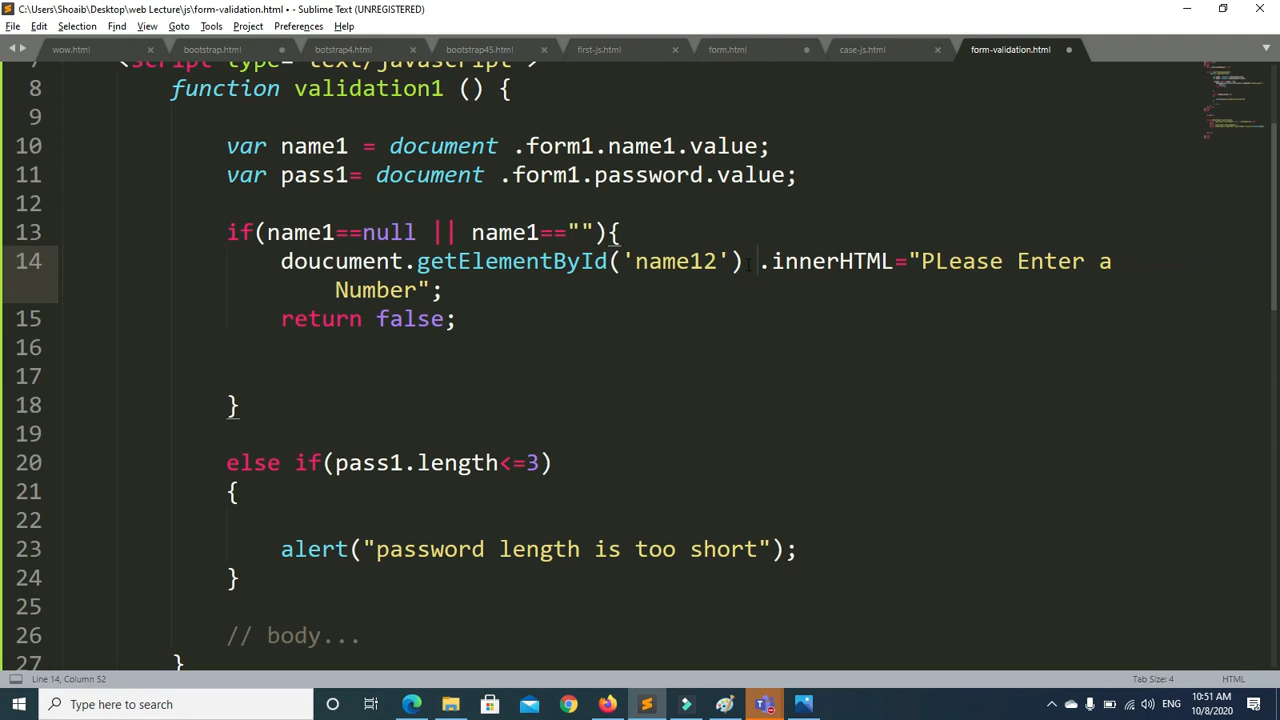 C:\Users\Shoaib\Desktop\web Lecture\js\form-validation.html • - Sublime Text (UNREGISTERED)
File Edit Selection Find View Goto Tools Project Preferences Help
wow.html bootstrap.html botstrap4.html bootstrap45.html first-js.html form.html case-js.html form-validation.html
7 <script type="text/javascript">
8 function validation1 () {
9
10 var name1 = document .form1.name1.value;
11 var pass1= document .form1.password.value;
12
13 if(name1==null || name1==""){
14 doucument.getElementById('name12') .innerHTML="PLease Enter a
Number";
15 return false;
16
17
18 }
19
20 else if(pass1.length<=3)
21 {
22
23 alert("password length is too short");
24 }
25
26 // body...
27 }
Line 14, Column 52 Tab Size: 4 HTML
Type here to search ENG 10:51 AM
10/8/2020